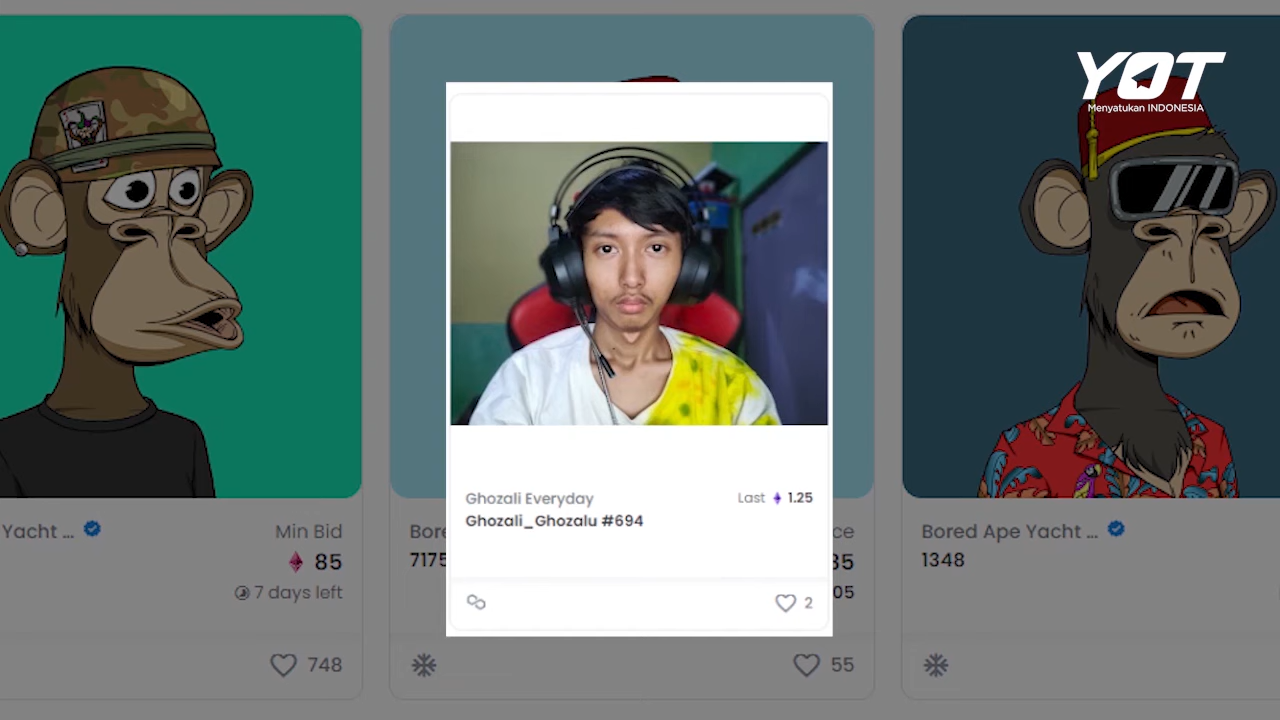 YOT
Menyatukan INDONESIA
Ghozali Everyday
Last 1.25
Ghozali_Ghozalu #694
2
Yacht ...
Min Bid
85
7 days left
748
Bore
7175
ce
35
05
55
Bored Ape Yacht ...
1348